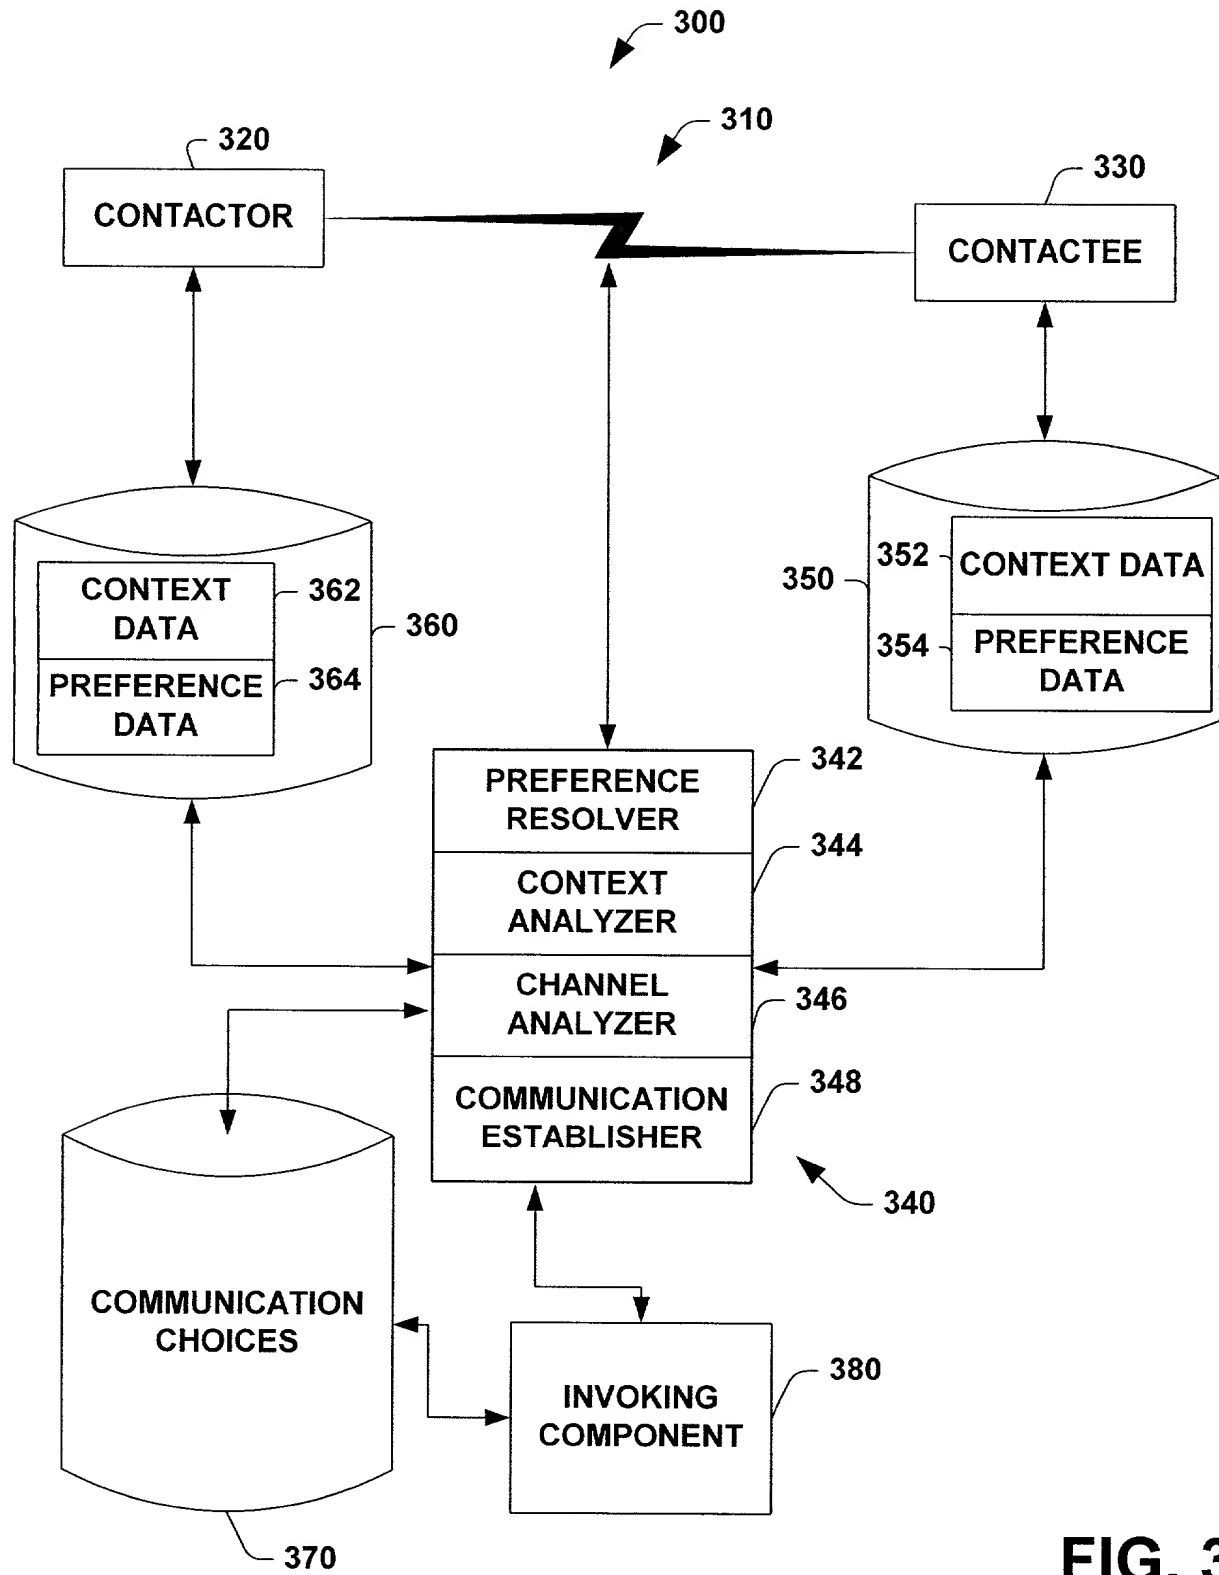 300
310
320
330
CONTACTOR
CONTACTEE
352
CONTEXT DATA
350
354
PREFERENCE
DATA
CONTEXT
DATA
362
360
PREFERENCE
DATA
364
PREFERENCE
RESOLVER
342
344
CONTEXT
ANALYZER
CHANNEL
ANALYZER
346
348
COMMUNICATION
ESTABLISHER
340
COMMUNICATION
CHOICES
380
INVOKING
COMPONENT
370
FIG. 3